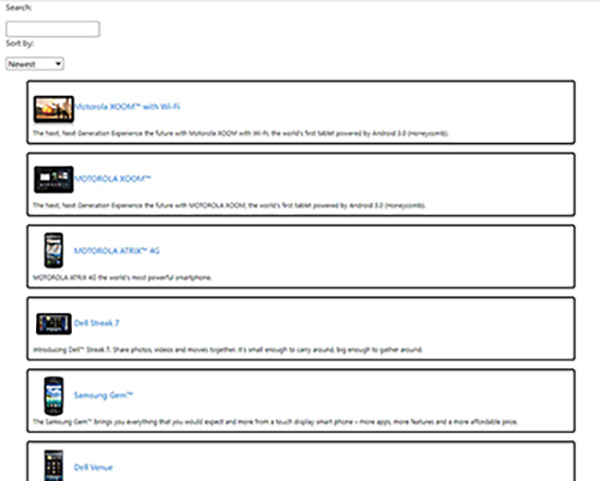 Search:
Sort by:
Newest
Motorola XOOM™ with Wi-Fi
The Next, Next Generation Experience the future with Motorola XOOM with Wi-Fi, the world's first tablet powered by Android 3.0 (Honeycomb).
MOTOROLA XOOM™
The Next, Next Generation Experience the future with MOTOROLA XOOM, the world's first tablet powered by Android 3.0 (Honeycomb).
MOTOROLA ATRIX™ 4G
MOTOROLA ATRIX 4G the world's most powerful smartphone.
Dell Streak 7
Introducing Dell™ Streak 7. Share photos, videos and movies together. It's small enough to carry around, big enough to gather around.
Samsung Gem™
The Samsung Gem™ brings you everything that you would expect and more from a touch display smart phone – more apps, more features and a more affordable price.
Dell Venue